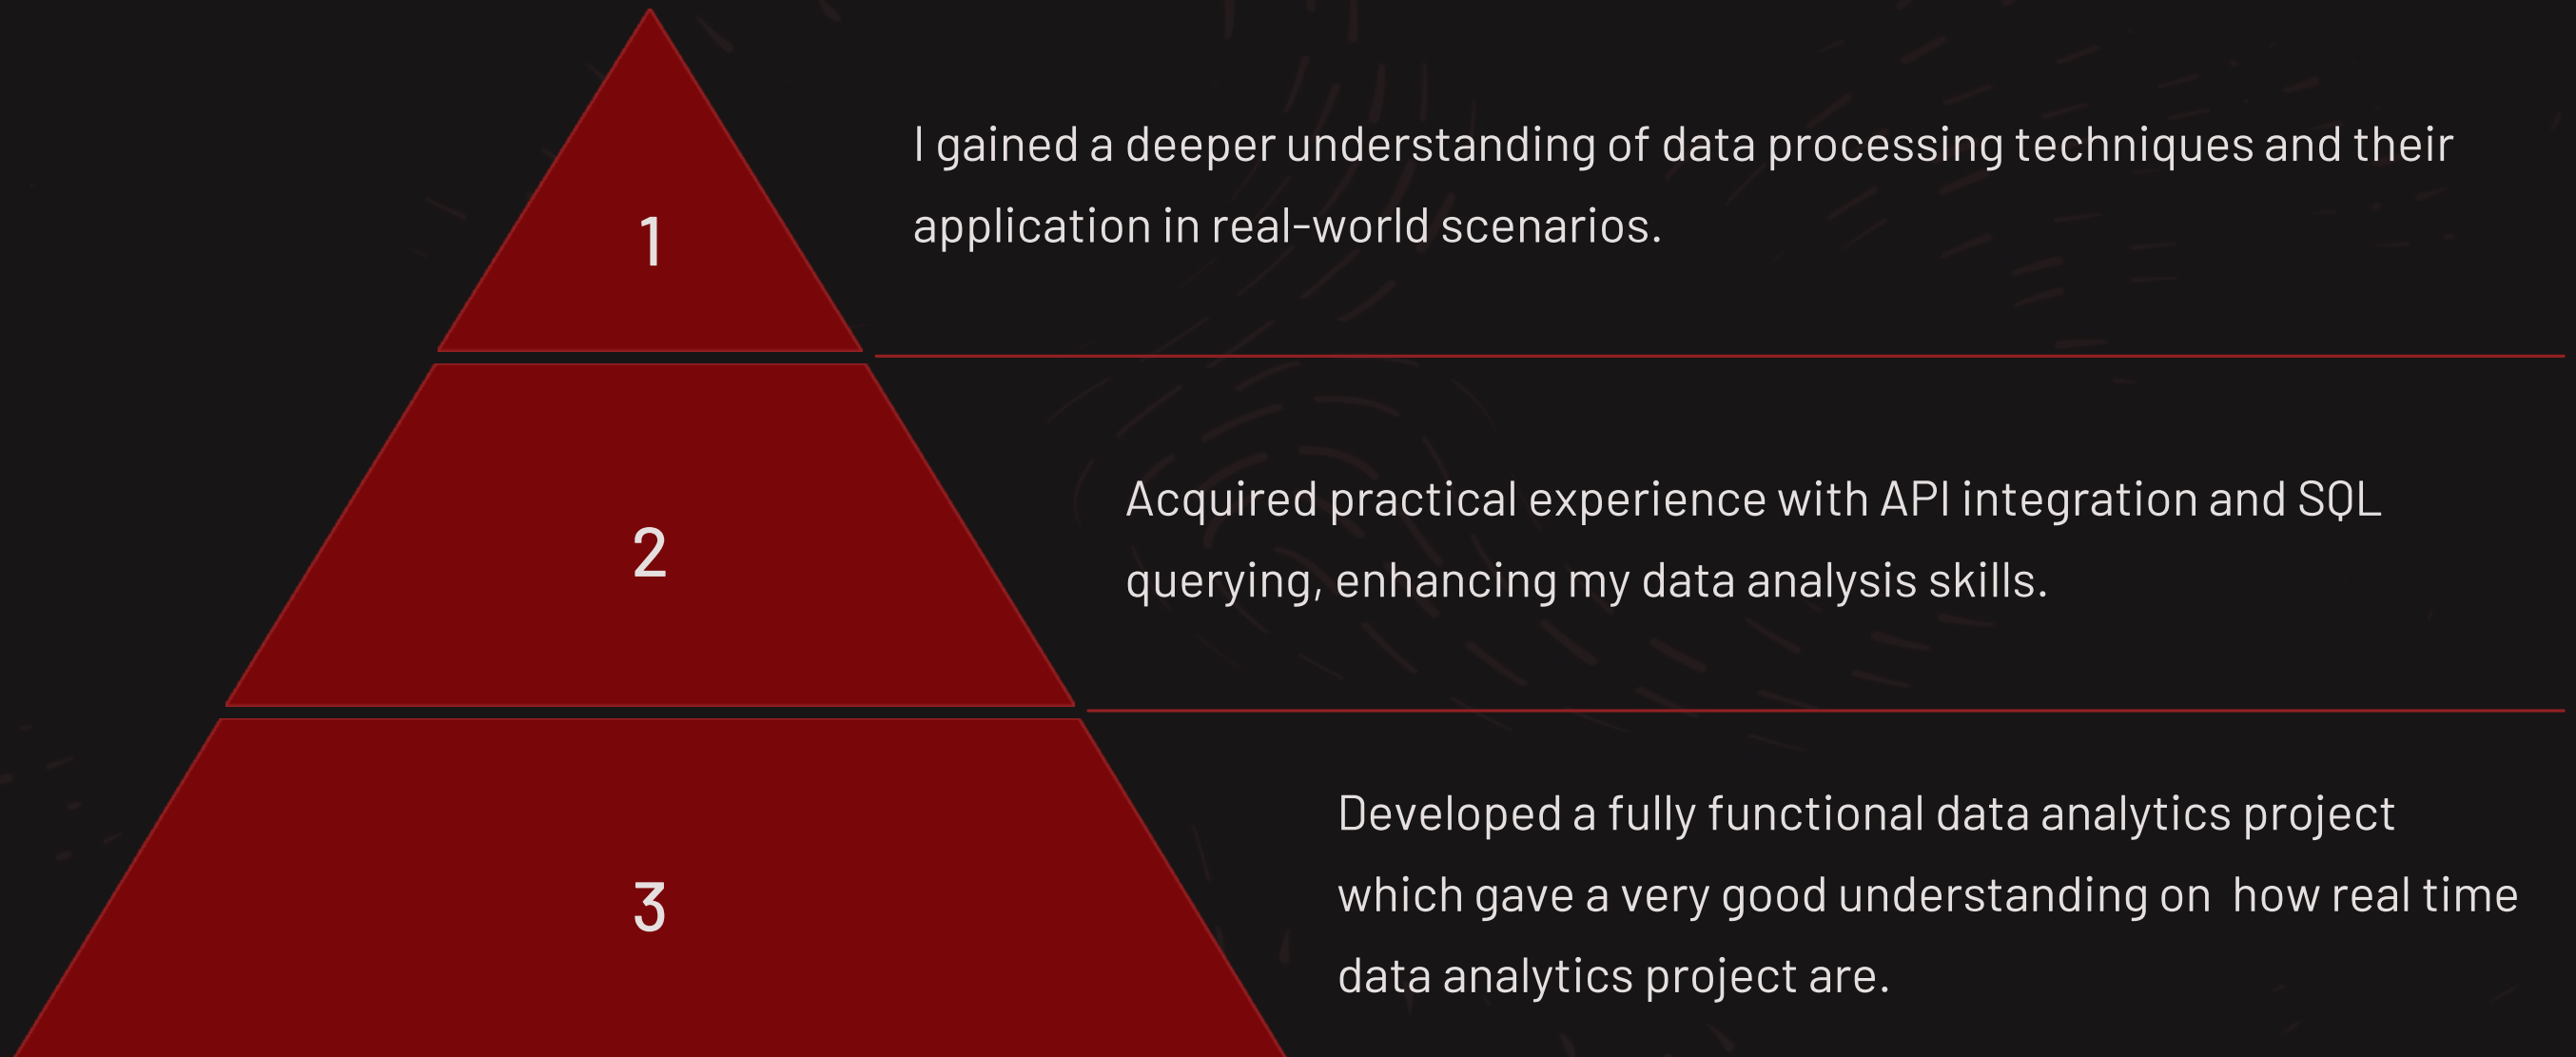 1
I gained a deeper understanding of data processing techniques and their
application in real-world scenarios.
2
Acquired practical experience with API integration and SQL
querying, enhancing my data analysis skills.
3
Developed a fully functional data analytics project
which gave a very good understanding on  how real time
data analytics project are.